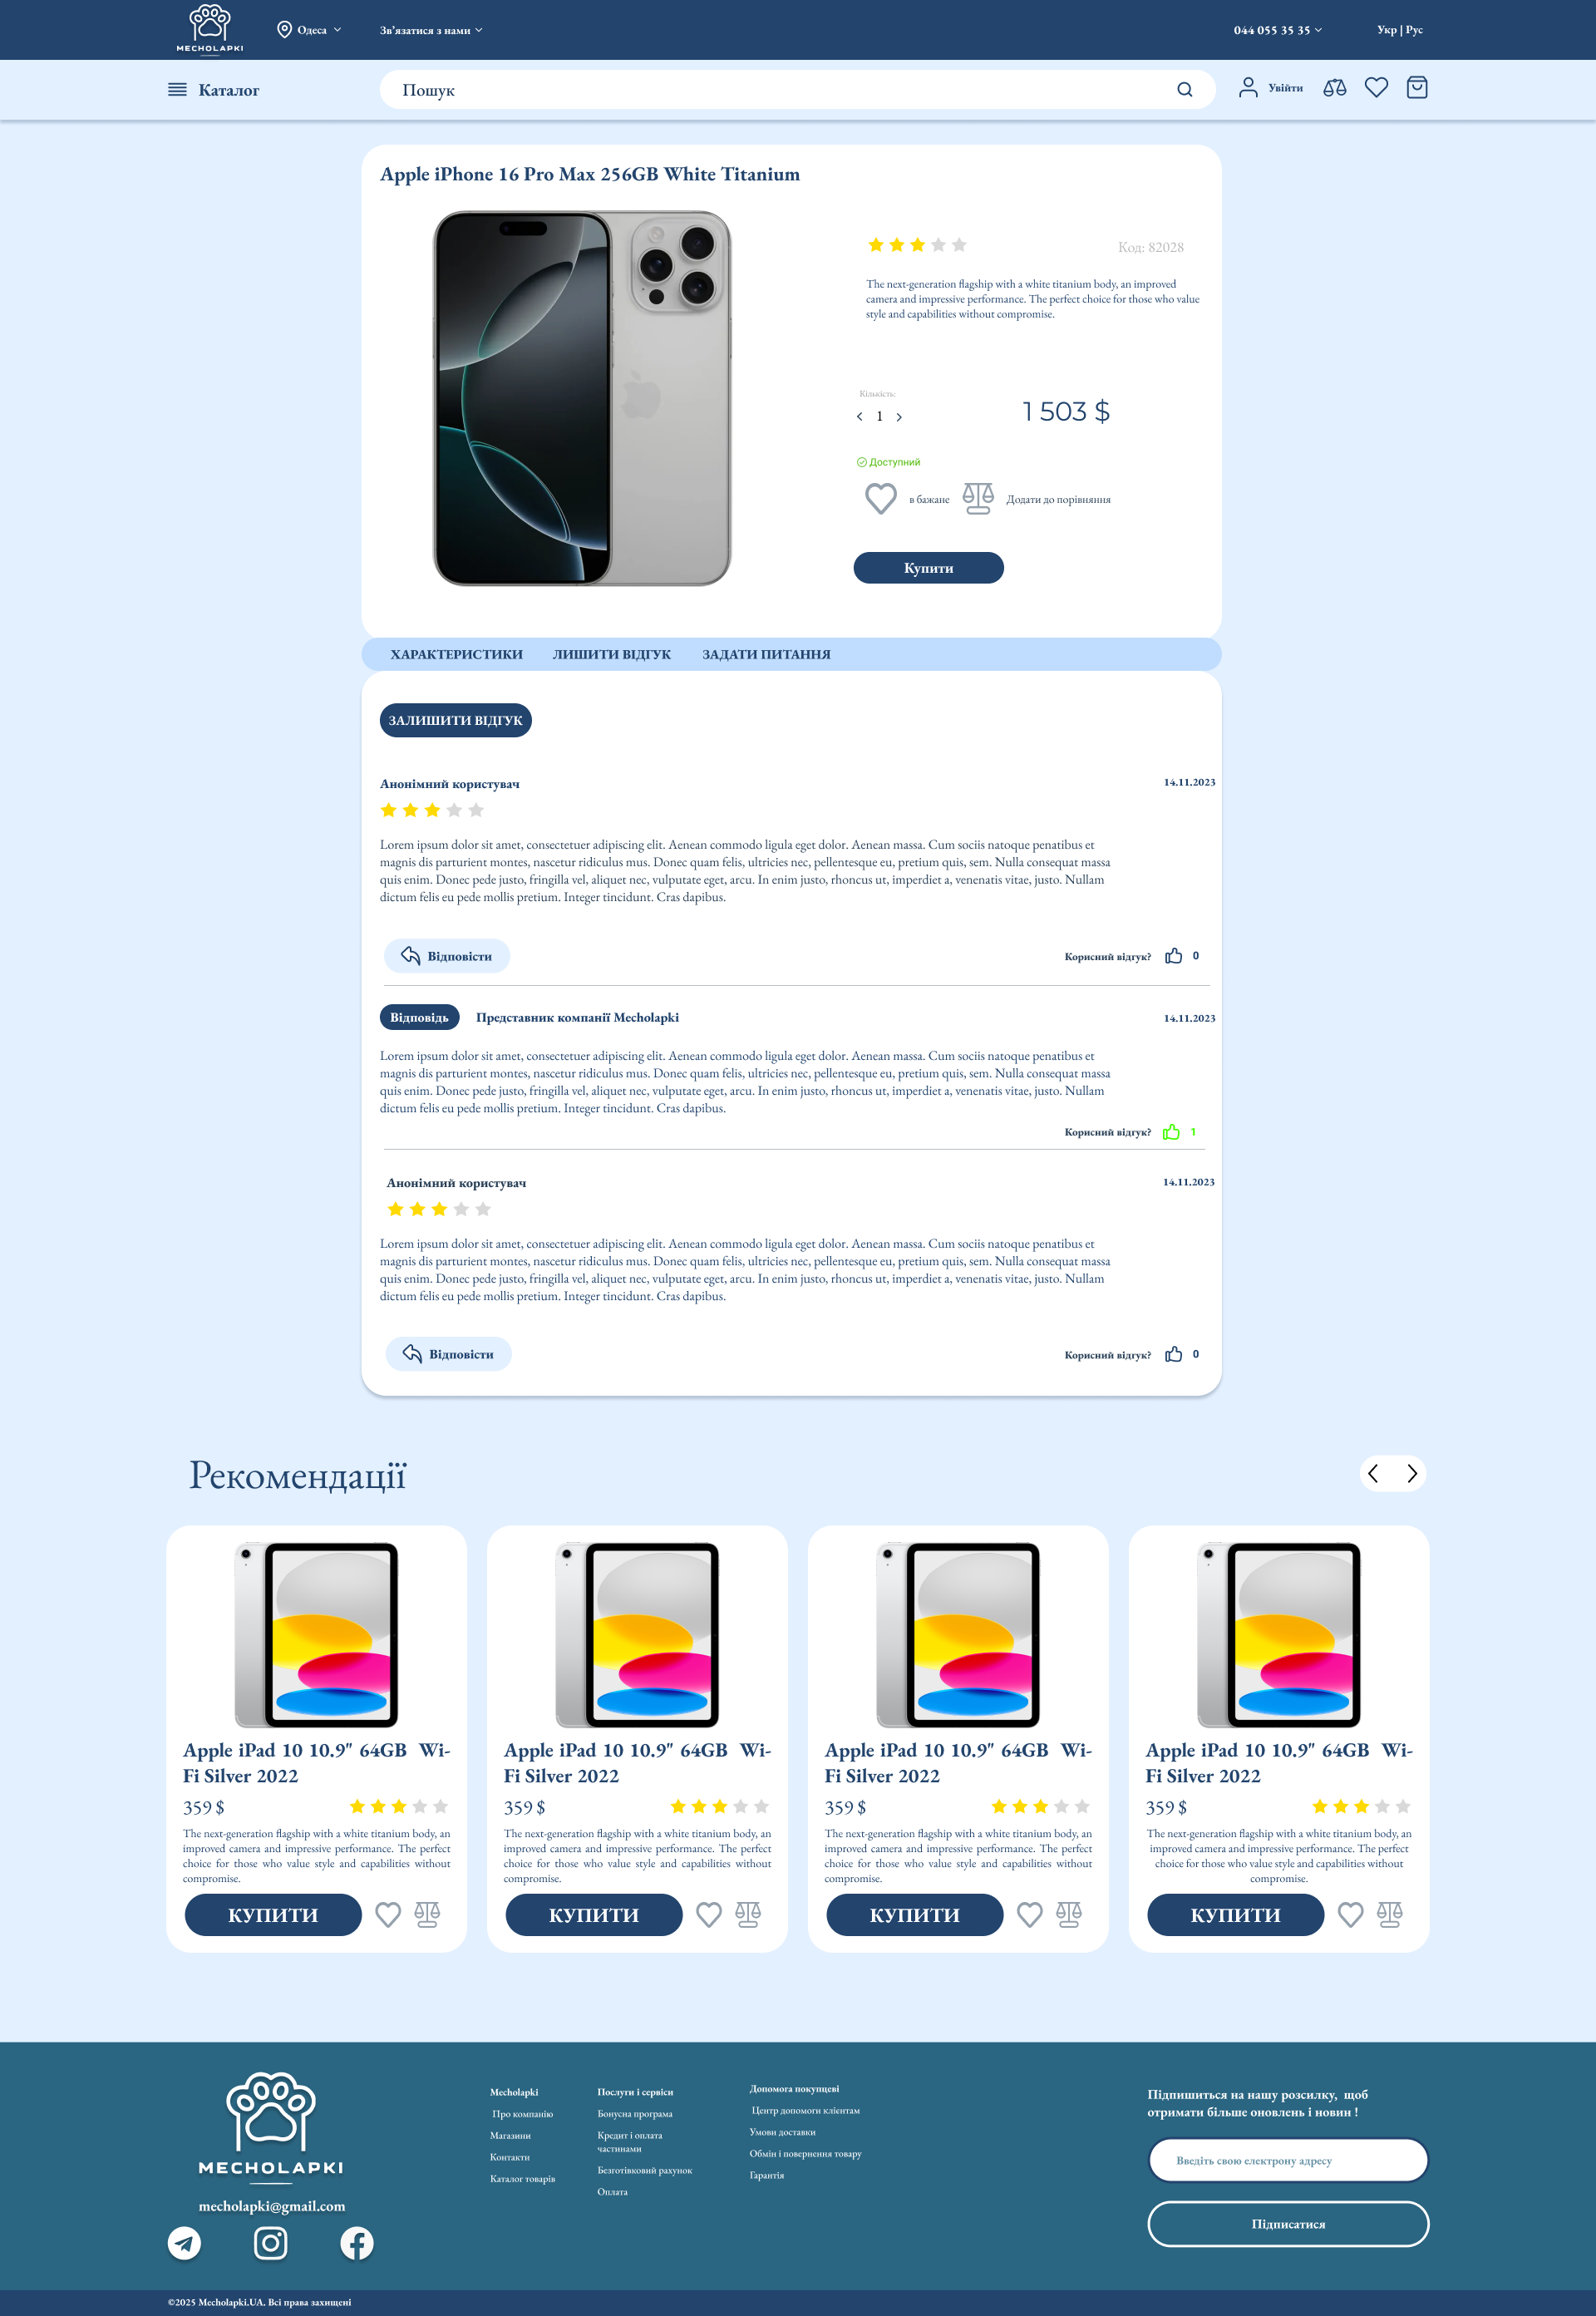 MECHOLAPKI
Одеса
Зв’язатися з нами
044 055 35 35
Укр | Рус
Каталог
Пошук
Увійти
Apple iPhone 16 Pro Max 256GB White Titanium
Код: 82028
The next-generation flagship with a white titanium body, an improved
camera and impressive performance. The perfect choice for those who value
style and capabilities without compromise.
Кількість:
1
1 503 $
Доступний
в бажане
Додати до порівняння
Купити
ХАРАКТЕРИСТИКИ
ЛИШИТИ ВІДГУК
ЗАДАТИ ПИТАННЯ
ЗАЛИШИТИ ВІДГУК
Анонімний користувач
14.11.2023
Lorem ipsum dolor sit amet, consectetuer adipiscing elit. Aenean commodo ligula eget dolor. Aenean massa. Cum sociis natoque penatibus et
magnis dis parturient montes, nascetur ridiculus mus. Donec quam felis, ultricies nec, pellentesque eu, pretium quis, sem. Nulla consequat massa
quis enim. Donec pede justo, fringilla vel, aliquet nec, vulputate eget, arcu. In enim justo, rhoncus ut, imperdiet a, venenatis vitae, justo. Nullam
dictum felis eu pede mollis pretium. Integer tincidunt. Cras dapibus.
Відповісти
Корисний відгук?
0
Відповідь
Представник компанії Mecholapki
14.11.2023
Lorem ipsum dolor sit amet, consectetuer adipiscing elit. Aenean commodo ligula eget dolor. Aenean massa. Cum sociis natoque penatibus et
magnis dis parturient montes, nascetur ridiculus mus. Donec quam felis, ultricies nec, pellentesque eu, pretium quis, sem. Nulla consequat massa
quis enim. Donec pede justo, fringilla vel, aliquet nec, vulputate eget, arcu. In enim justo, rhoncus ut, imperdiet a, venenatis vitae, justo. Nullam
dictum felis eu pede mollis pretium. Integer tincidunt. Cras dapibus.
Корисний відгук?
1
Анонімний користувач
14.11.2023
Lorem ipsum dolor sit amet, consectetuer adipiscing elit. Aenean commodo ligula eget dolor. Aenean massa. Cum sociis natoque penatibus et
magnis dis parturient montes, nascetur ridiculus mus. Donec quam felis, ultricies nec, pellentesque eu, pretium quis, sem. Nulla consequat massa
quis enim. Donec pede justo, fringilla vel, aliquet nec, vulputate eget, arcu. In enim justo, rhoncus ut, imperdiet a, venenatis vitae, justo. Nullam
dictum felis eu pede mollis pretium. Integer tincidunt. Cras dapibus.
Відповісти
Корисний відгук?
0
Рекомендації
Apple iPad 10 10.9" 64GB Wi-
Fi Silver 2022
359 $
The next-generation flagship with a white titanium body, an
improved camera and impressive performance. The perfect
choice for those who value style and capabilities without
compromise.
КУПИТИ
Apple iPad 10 10.9" 64GB Wi-
Fi Silver 2022
359 $
The next-generation flagship with a white titanium body, an
improved camera and impressive performance. The perfect
choice for those who value style and capabilities without
compromise.
КУПИТИ
Apple iPad 10 10.9" 64GB Wi-
Fi Silver 2022
359 $
The next-generation flagship with a white titanium body, an
improved camera and impressive performance. The perfect
choice for those who value style and capabilities without
compromise.
КУПИТИ
Apple iPad 10 10.9" 64GB Wi-
Fi Silver 2022
359 $
The next-generation flagship with a white titanium body, an
improved camera and impressive performance. The perfect
choice for those who value style and capabilities without
compromise.
КУПИТИ
MECHOLAPKI
mecholapki@gmail.com
Mecholapki
Про компанію
Магазини
Контакти
Каталог товарів
Послуги і сервіси
Бонусна програма
Кредит і оплата
частинами
Безготівковий рахунок
Оплата
Допомога покупцеві
Центр допомоги клієнтам
Умови доставки
Обмін і повернення товару
Гарантія
Підпишиться на нашу розсилку, щоб
отримати більше оновлень і новин !
Введіть свою електрону адресу
Підписатися
©2025 Mecholapki.UA. Всі права захищені